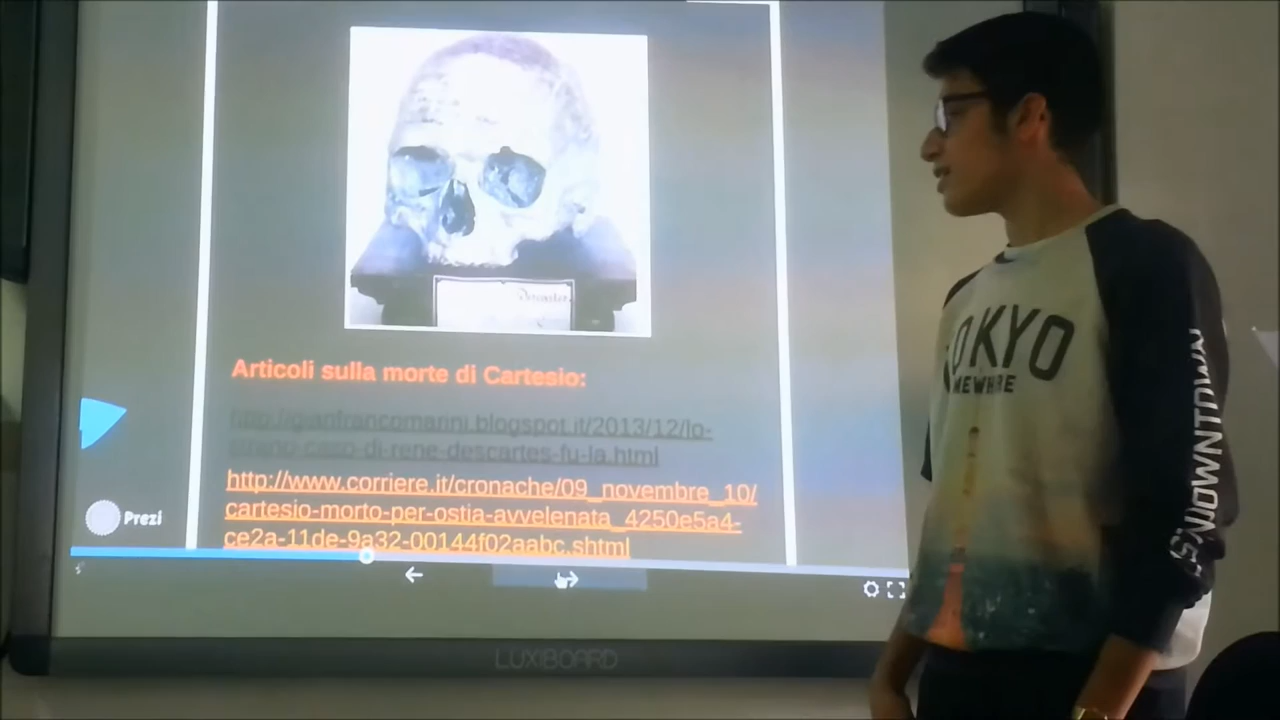 Articoli sulla morte di Cartesio:
http://gianfrancomarini.blogspot.it/2013/12/lo-
strano-caso-di-rene-descartes-fu-la.html
http://www.corriere.it/cronache/09_novembre_10/
cartesio-morto-per-ostia-avvelenata_4250e5a4-
ce2a-11de-9a32-00144f02aabc.shtml
Prezi
LUXIBOARD
TOKYO
MEWHRE
DOWNTOWN